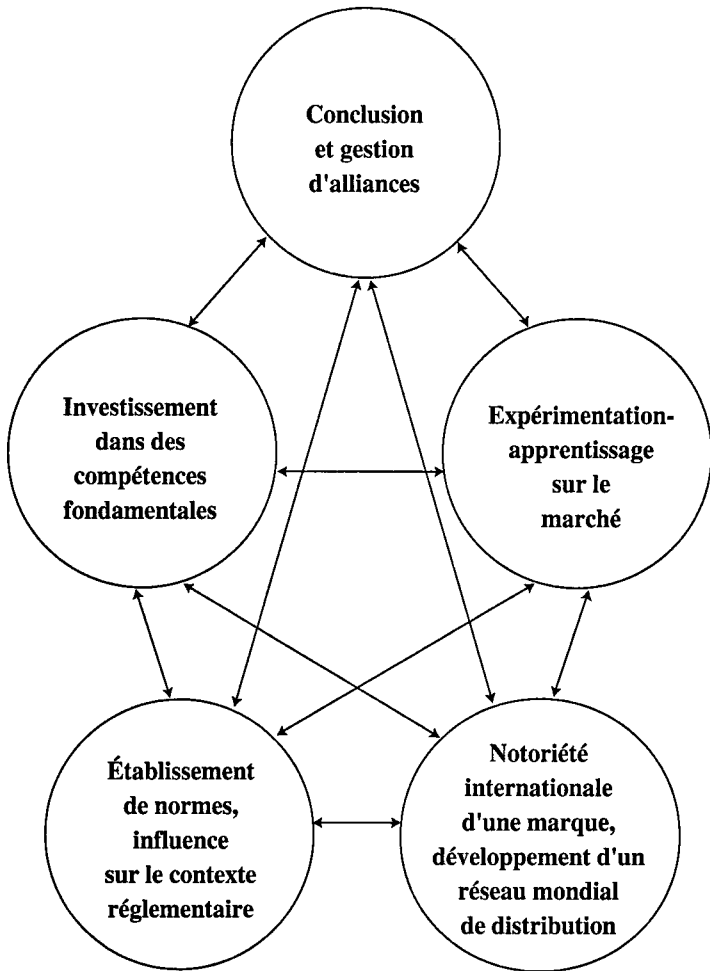 Conclusion
et gestion
d'alliances
Investissement
dans des
compétences
fondamentales
Expérimentation-
apprentissage
sur le
marché
Établissement
de normes,
influence
sur le contexte
réglementaire
Notoriété
internationale
d'une marque,
développement d'un
réseau mondial
de distribution